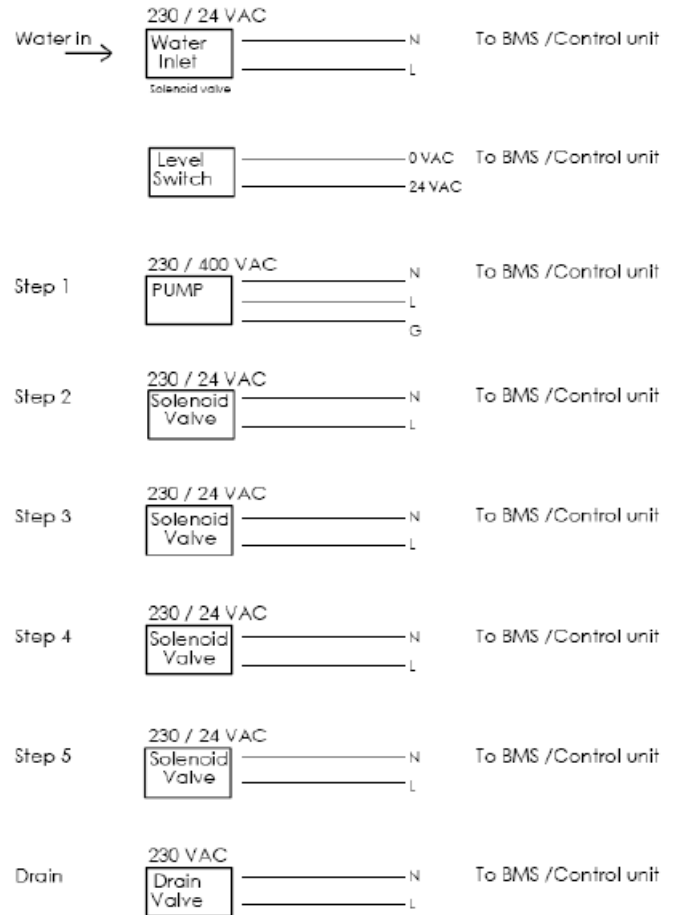 230 / 24 VAC
Water in
Water
Inlet
N
To BMS /Control unit
L
Solenoid valve
Level
Switch
0 VAC
To BMS /Control unit
24 VAC
230 / 400 VAC
Step 1
PUMP
N
To BMS /Control unit
L
G
230 / 24 VAC
Step 2
Solenoid
Valve
N
To BMS /Control unit
L
230 / 24 VAC
Step 3
Solenoid
Valve
N
To BMS /Control unit
L
230 / 24 VAC
Step 4
Solenoid
Valve
N
To BMS /Control unit
L
230 / 24 VAC
Step 5
Solenoid
Valve
N
To BMS /Control unit
L
230 VAC
Drain
Drain
Valve
N
To BMS /Control unit
L